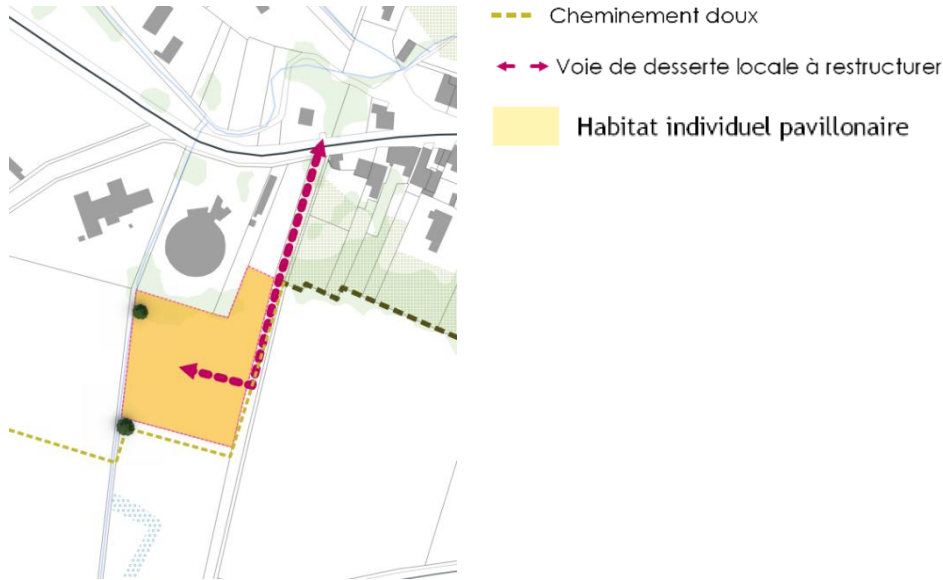 Cheminement doux
Voie de desserte locale à restructurer
Habitat individuel pavillonaire